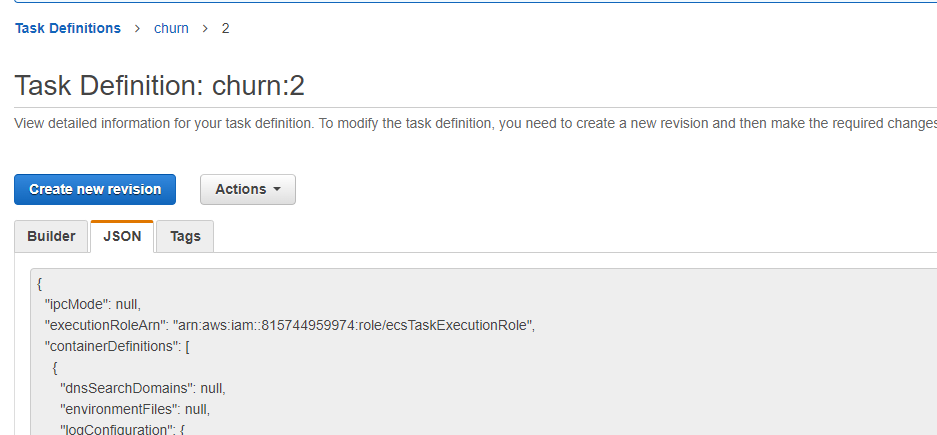 Task Definitions > churn > 2
Task Definition: churn:2
View detailed information for your task definition. To modify the task definition, you need to create a new revision and then make the required changes
Create new revision Actions
Builder JSON Tags
{
"ipcMode": null,
"executionRoleArn": "arn:aws:iam::815744959974:role/ecsTaskExecutionRole",
"containerDefinitions": [
{
"dnsSearchDomains": null,
"environmentFiles": null,
"logConfiguration": {